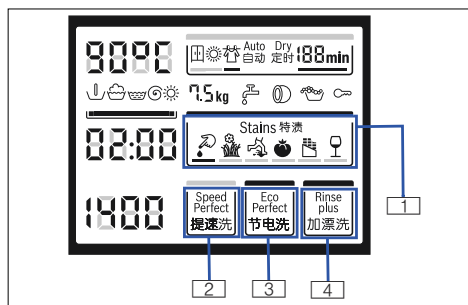 90°C
Auto 自动
Dry 定时
188min
7.5kg
02:00
Stains 特渍
1400
Speed Perfect
提速洗
Eco Perfect
节电洗
Rinse plus
加漂洗
1
2
3
4